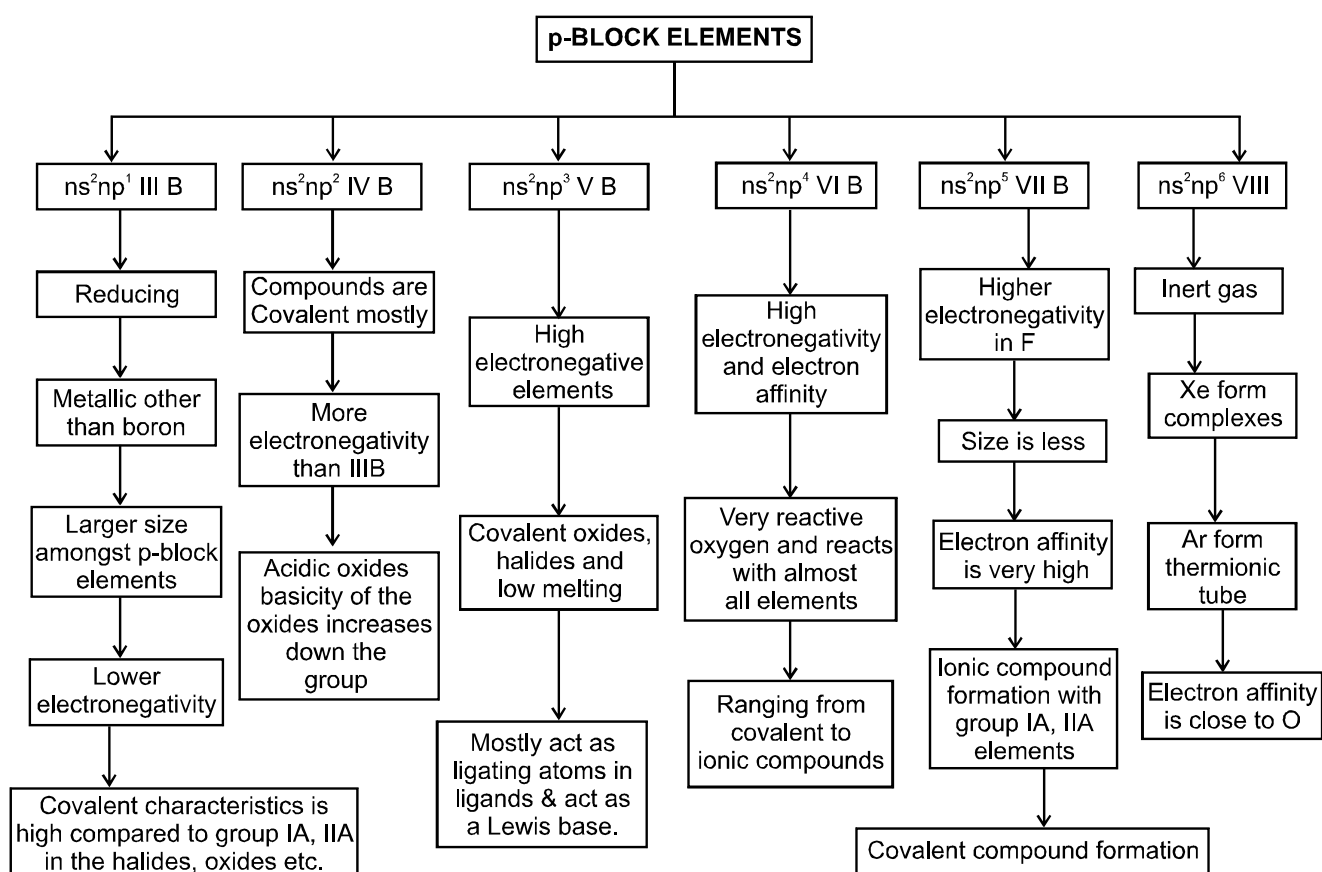 p-BLOCK ELEMENTS
ns²np¹ III B
Reducing
Metallic other
than boron
Larger size
amongst p-block
elements
Lower
electronegativity
Covalent characteristics is
high compared to group IA, IIA
in the halides, oxides etc.
ns²np² IV B
Compounds are
Covalent mostly
More
electronegativity
than IIIB
Acidic oxides
basicity of the
oxides increases
down the
group
ns²np³ V B
High
electronegative
elements
Covalent oxides,
halides and
low melting
Mostly act as
ligating atoms in
ligands & act as
a Lewis base.
ns²np⁴ VI B
High
electronegativity
and electron
affinity
Very reactive
oxygen and reacts
with almost
all elements
Ranging from
covalent to
ionic compounds
ns²np⁵ VII B
Higher
electronegativity
in F
Size is less
Electron affinity
is very high
Ionic compound
formation with
group IA, IIA
elements
Covalent compound formation
ns²np⁶ VIII
Inert gas
Xe form
complexes
Ar form
thermionic
tube
Electron affinity
is close to O